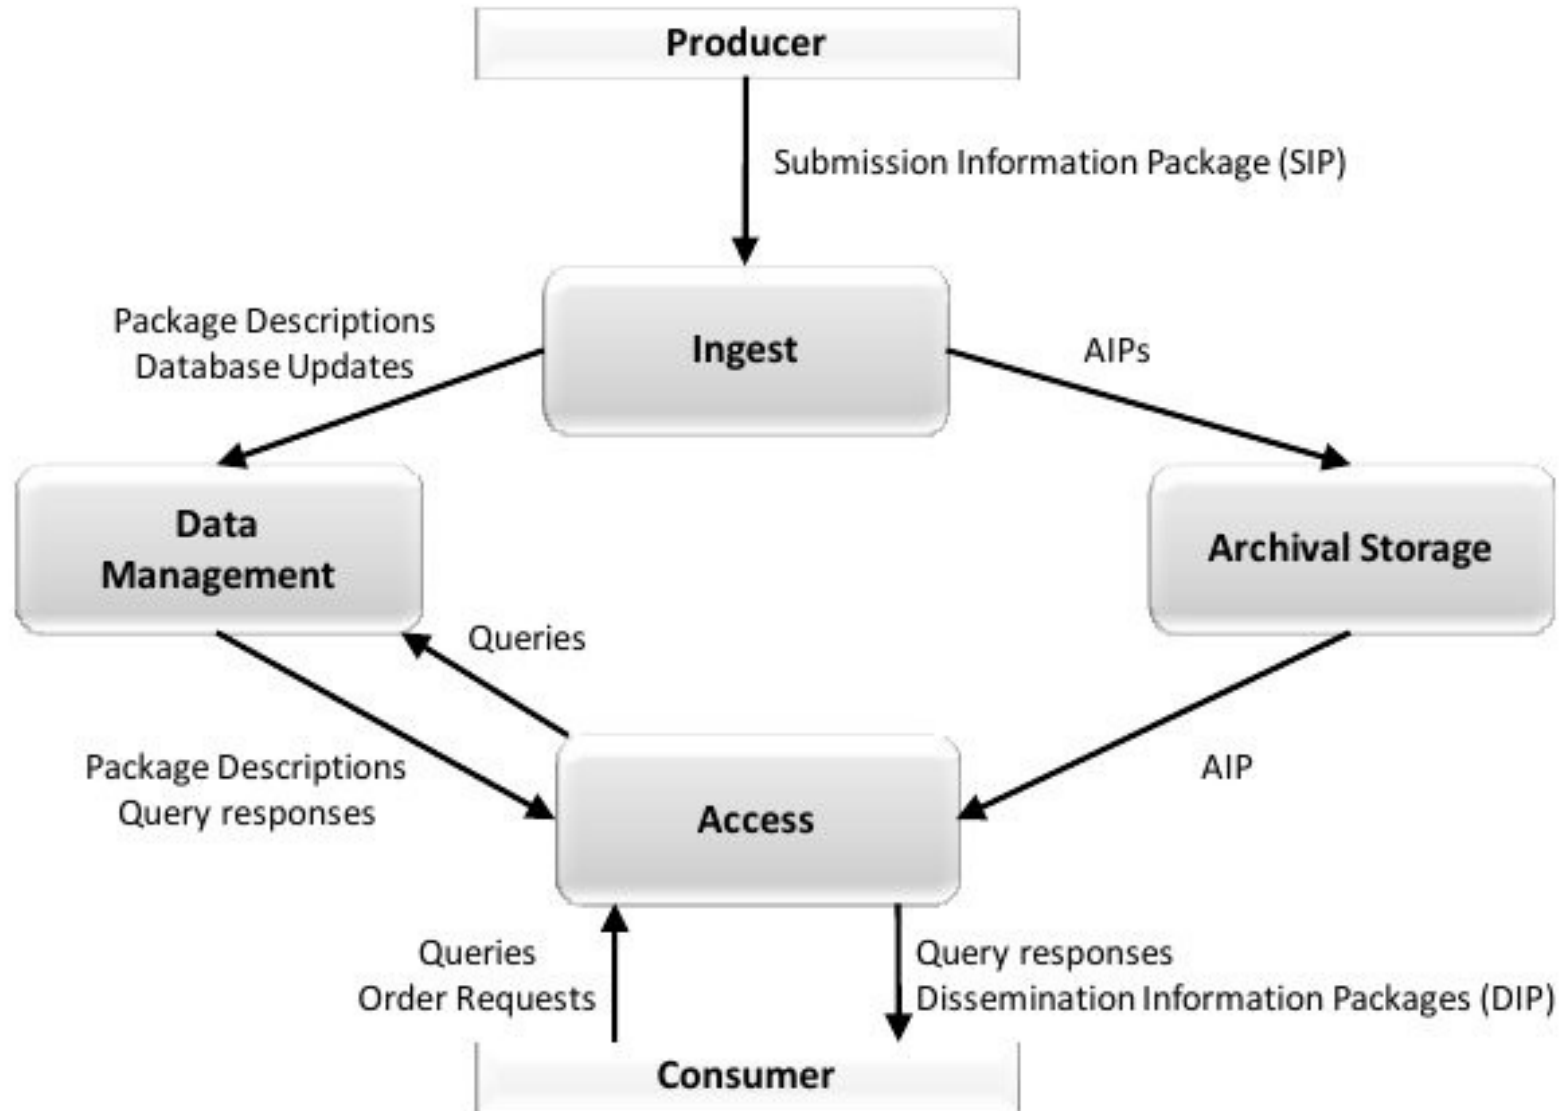 Producer
Submission Information Package (SIP)
Package Descriptions
Database Updates
Ingest
AIPs
Data
Management
Archival Storage
Queries
Package Descriptions
Query responses
Access
AIP
Queries
Order Requests
Query responses
Dissemination Information Packages (DIP)
Consumer